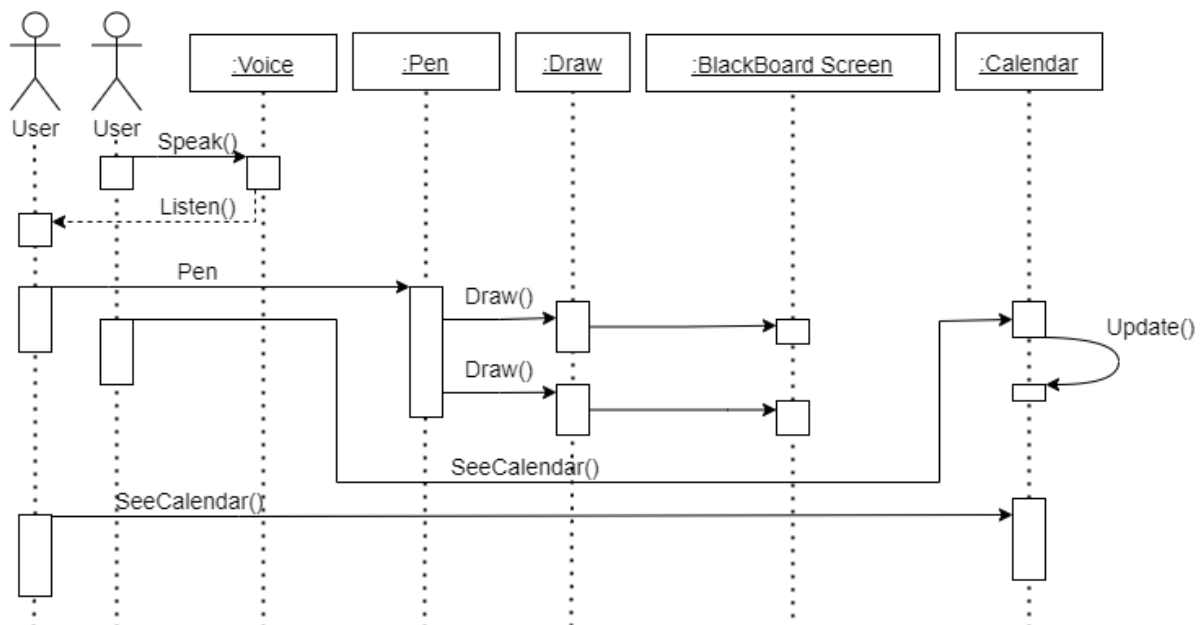 :Voice
:Pen
:Draw
:BlackBoard Screen
:Calendar
User
User
Speak()
Listen()
Pen
Draw()
Update()
Draw()
SeeCalendar()
SeeCalendar()